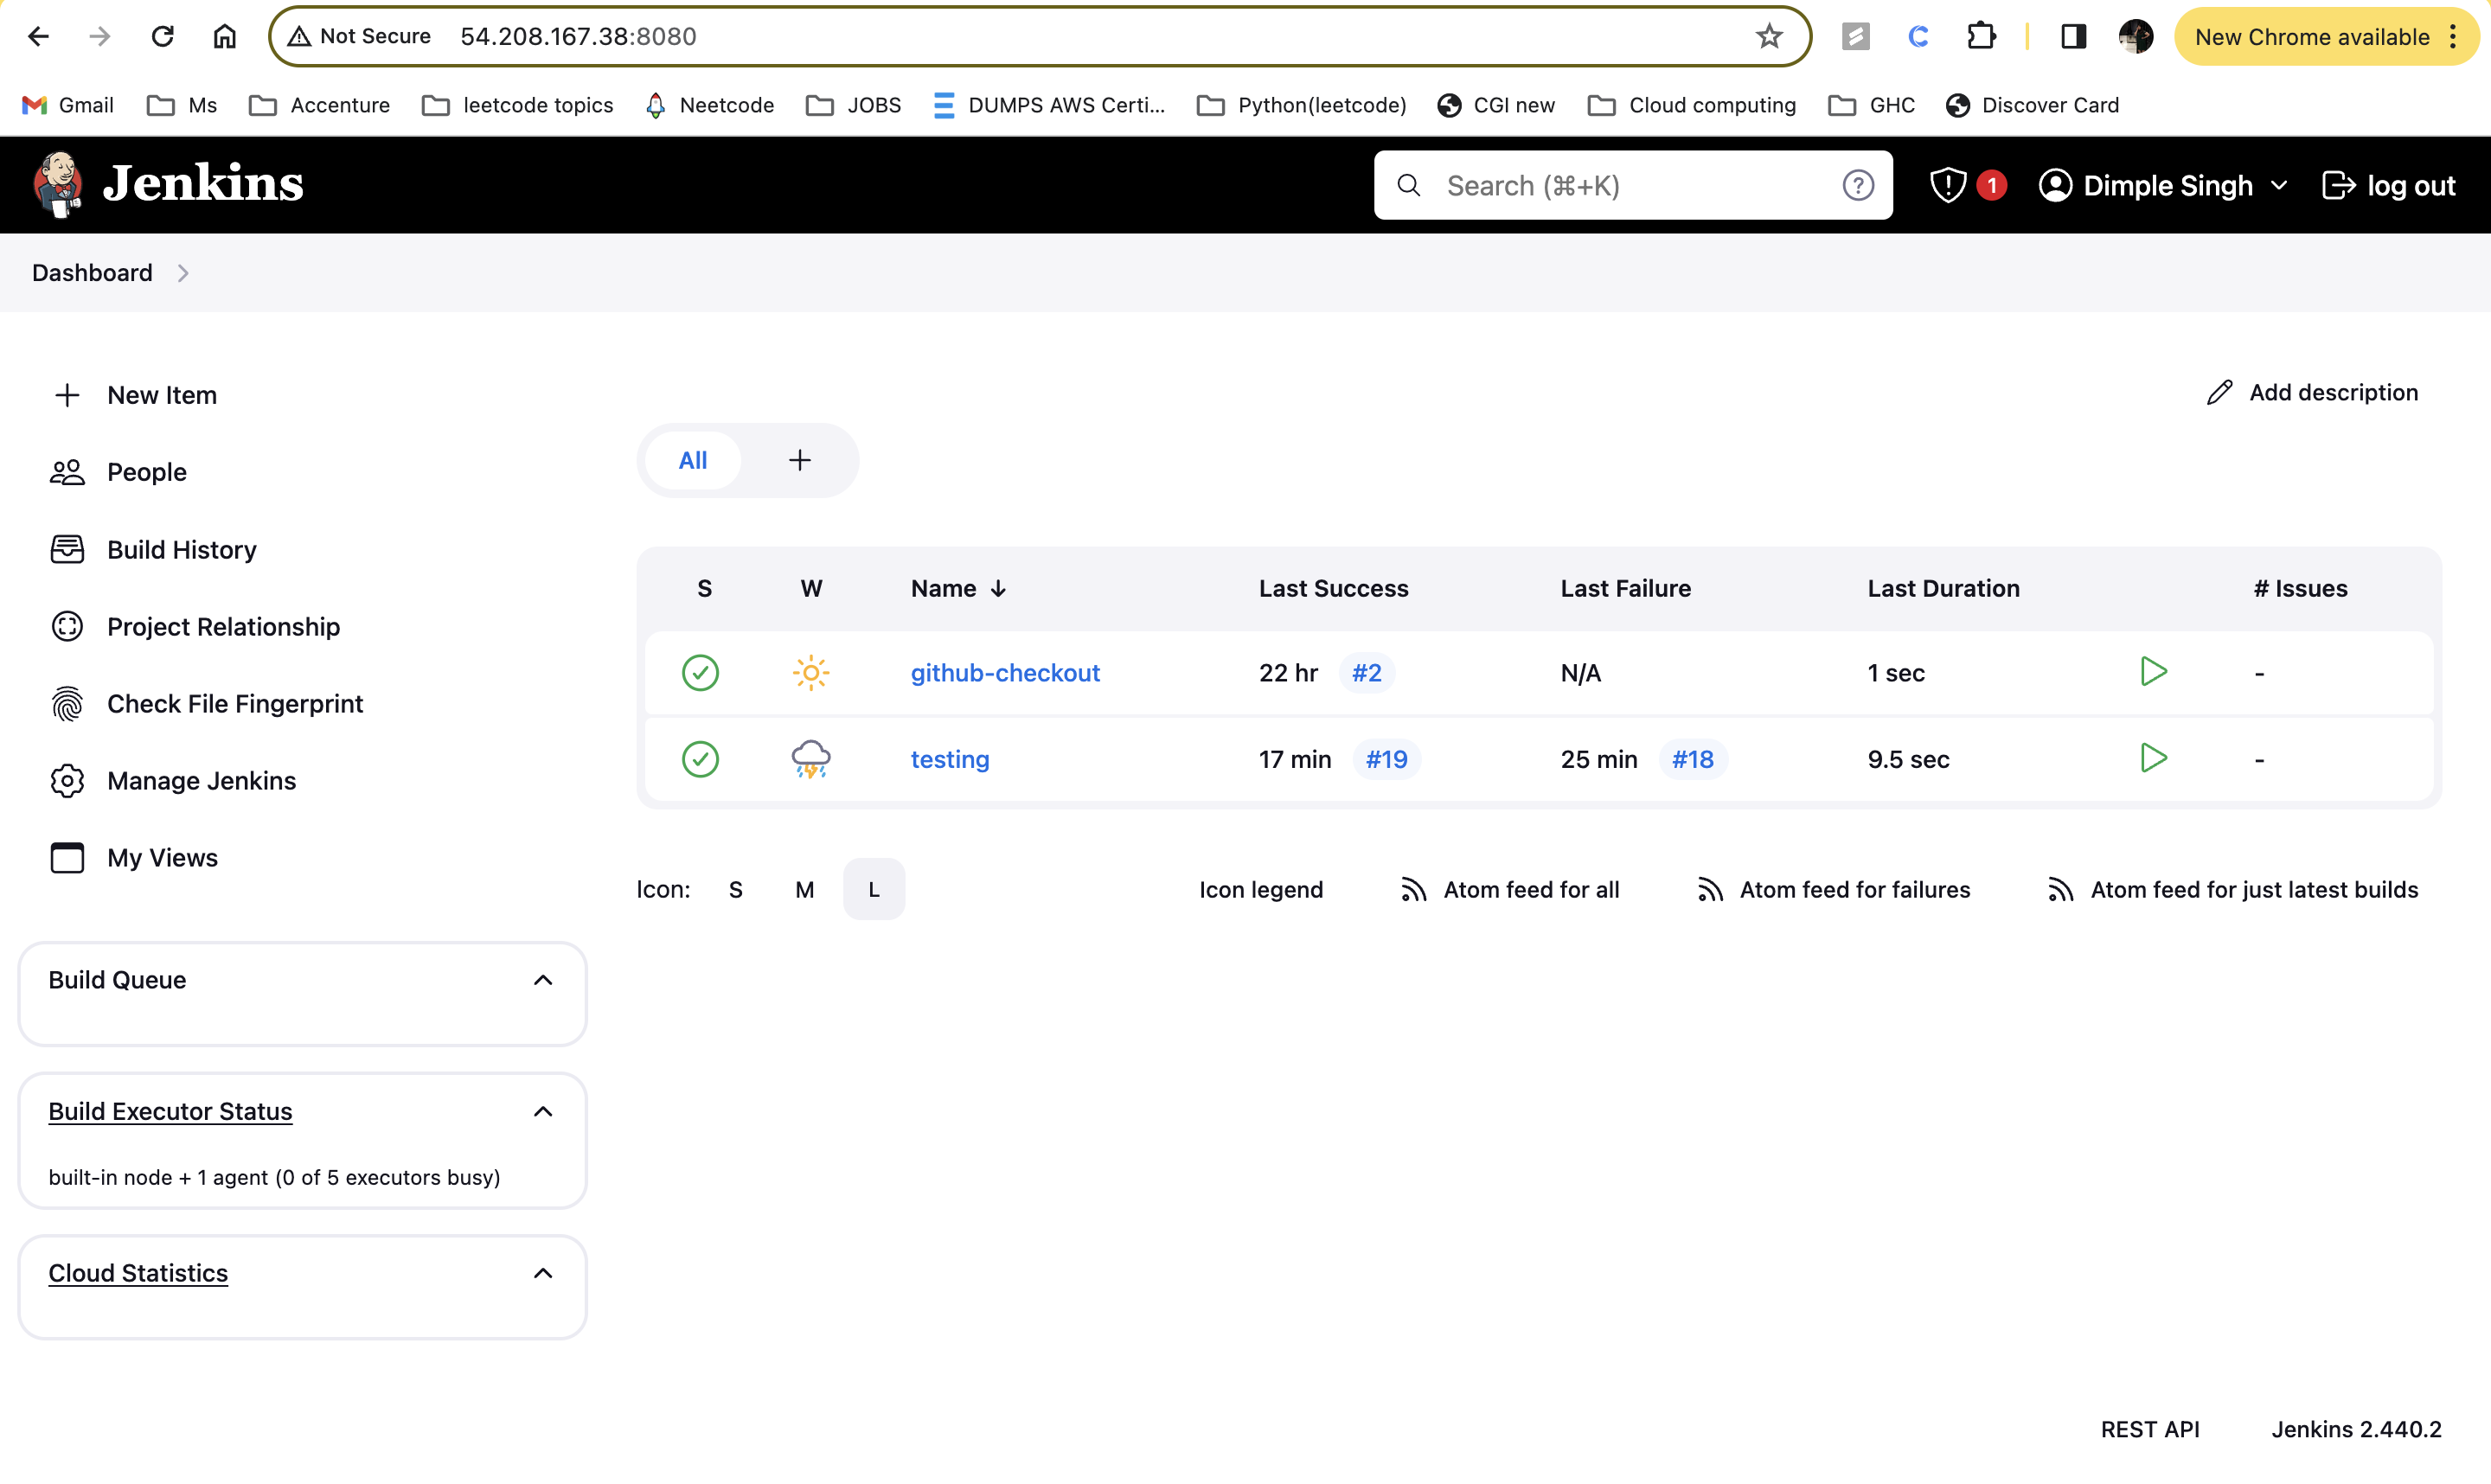 Not Secure 54.208.167.38:8080 New Chrome available
Gmail Ms Accenture leetcode topics Neetcode JOBS DUMPS AWS Certi... Python(leetcode) CGI new Cloud computing GHC Discover Card
Jenkins Search (⌘+K) 1 Dimple Singh log out
Dashboard
New Item
People
Build History
Project Relationship
Check File Fingerprint
Manage Jenkins
My Views
Build Queue
Build Executor Status
built-in node + 1 agent (0 of 5 executors busy)
Cloud Statistics
Add description
All +
S W Name ↓ Last Success Last Failure Last Duration # Issues
github-checkout 22 hr #2 N/A 1 sec -
testing 17 min #19 25 min #18 9.5 sec -
Icon: S M L Icon legend Atom feed for all Atom feed for failures Atom feed for just latest builds
REST API Jenkins 2.440.2